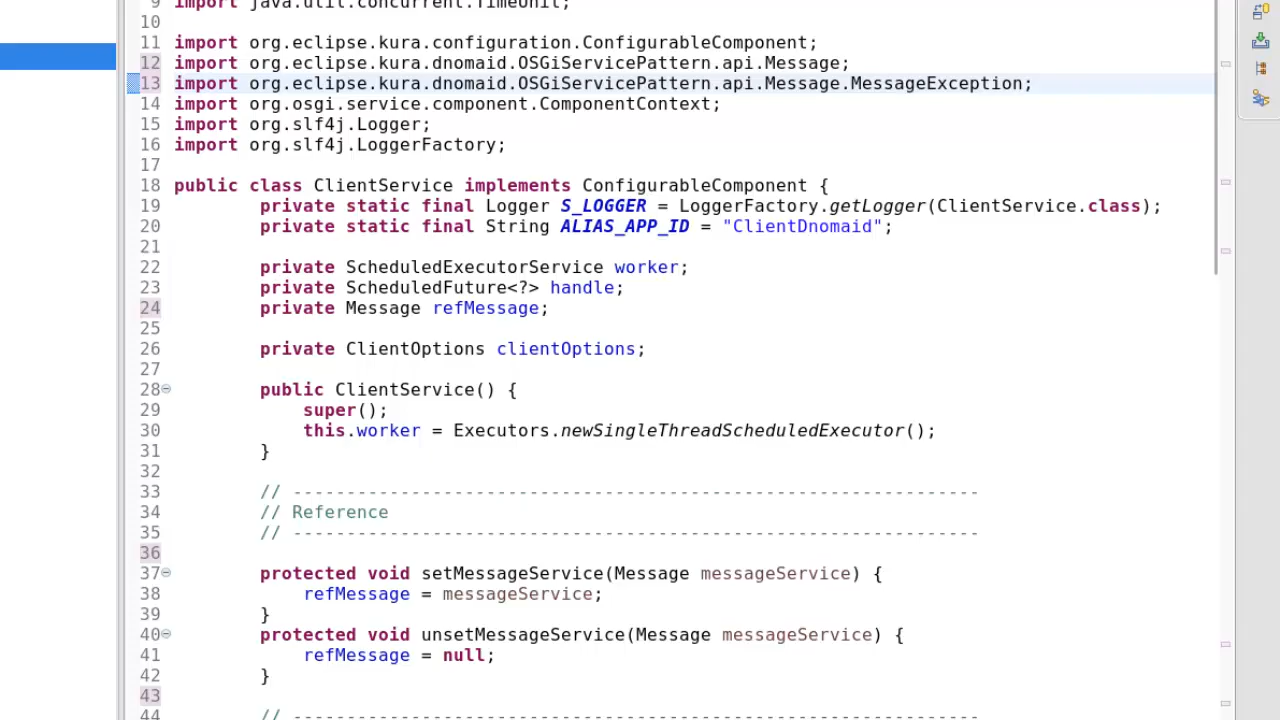 9 import java.util.concurrent.TimeUnit;
10
11 import org.eclipse.kura.configuration.ConfigurableComponent;
12 import org.eclipse.kura.dnomaid.OSGiServicePattern.api.Message;
13 import org.eclipse.kura.dnomaid.OSGiServicePattern.api.Message.MessageException;
14 import org.osgi.service.component.ComponentContext;
15 import org.slf4j.Logger;
16 import org.slf4j.LoggerFactory;
17
18 public class ClientService implements ConfigurableComponent {
19 private static final Logger S_LOGGER = LoggerFactory.getLogger(ClientService.class);
20 private static final String ALIAS_APP_ID = "ClientDnomaid";
21
22 private ScheduledExecutorService worker;
23 private ScheduledFuture<?> handle;
24 private Message refMessage;
25
26 private ClientOptions clientOptions;
27
28 public ClientService() {
29 super();
30 this.worker = Executors.newSingleThreadScheduledExecutor();
31 }
32
33 // ----------------------------------------------------------------
34 // Reference
35 // ----------------------------------------------------------------
36
37 protected void setMessageService(Message messageService) {
38 refMessage = messageService;
39 }
40 protected void unsetMessageService(Message messageService) {
41 refMessage = null;
42 }
43
44 // ----------------------------------------------------------------